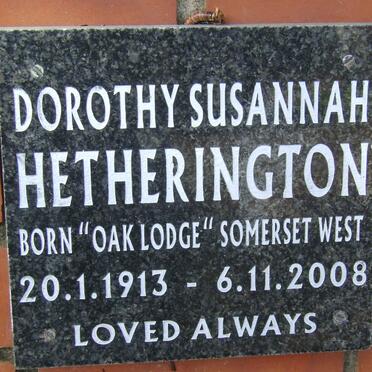 DOROTHY SUSANNAH
HETHERINGTON
BORN "OAK LODGE" SOMERSET WEST
20.1.1913 - 6.11.2008
LOVED ALWAYS